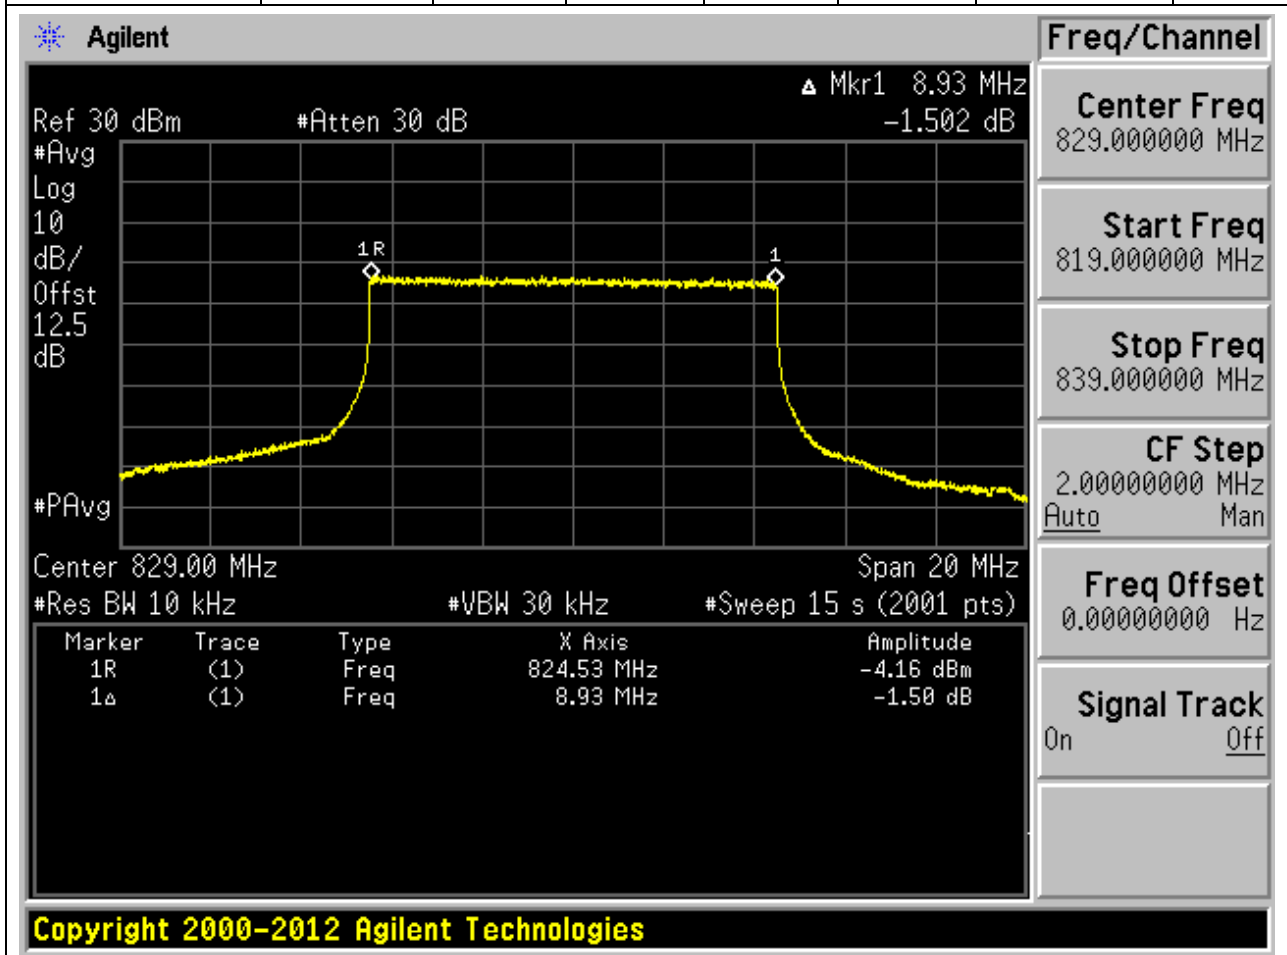 Agilent
Freq/Channel
▵ Mkr1 8.93 MHz
Ref 30 dBm #Atten 30 dB −1.502 dB
#Avg
Log
10
dB/
Offst
12.5
dB
#PAvg
1R
1
Center 829.00 MHz Span 20 MHz
#Res BW 10 kHz #VBW 30 kHz #Sweep 15 s (2001 pts)
Marker Trace Type X Axis Amplitude
1R (1) Freq 824.53 MHz −4.16 dBm
1▵ (1) Freq 8.93 MHz −1.50 dB
Center Freq
829.000000 MHz
Start Freq
819.000000 MHz
Stop Freq
839.000000 MHz
CF Step
2.00000000 MHz
Auto Man
Freq Offset
0.00000000 Hz
Signal Track
On Off
Copyright 2000–2012 Agilent Technologies